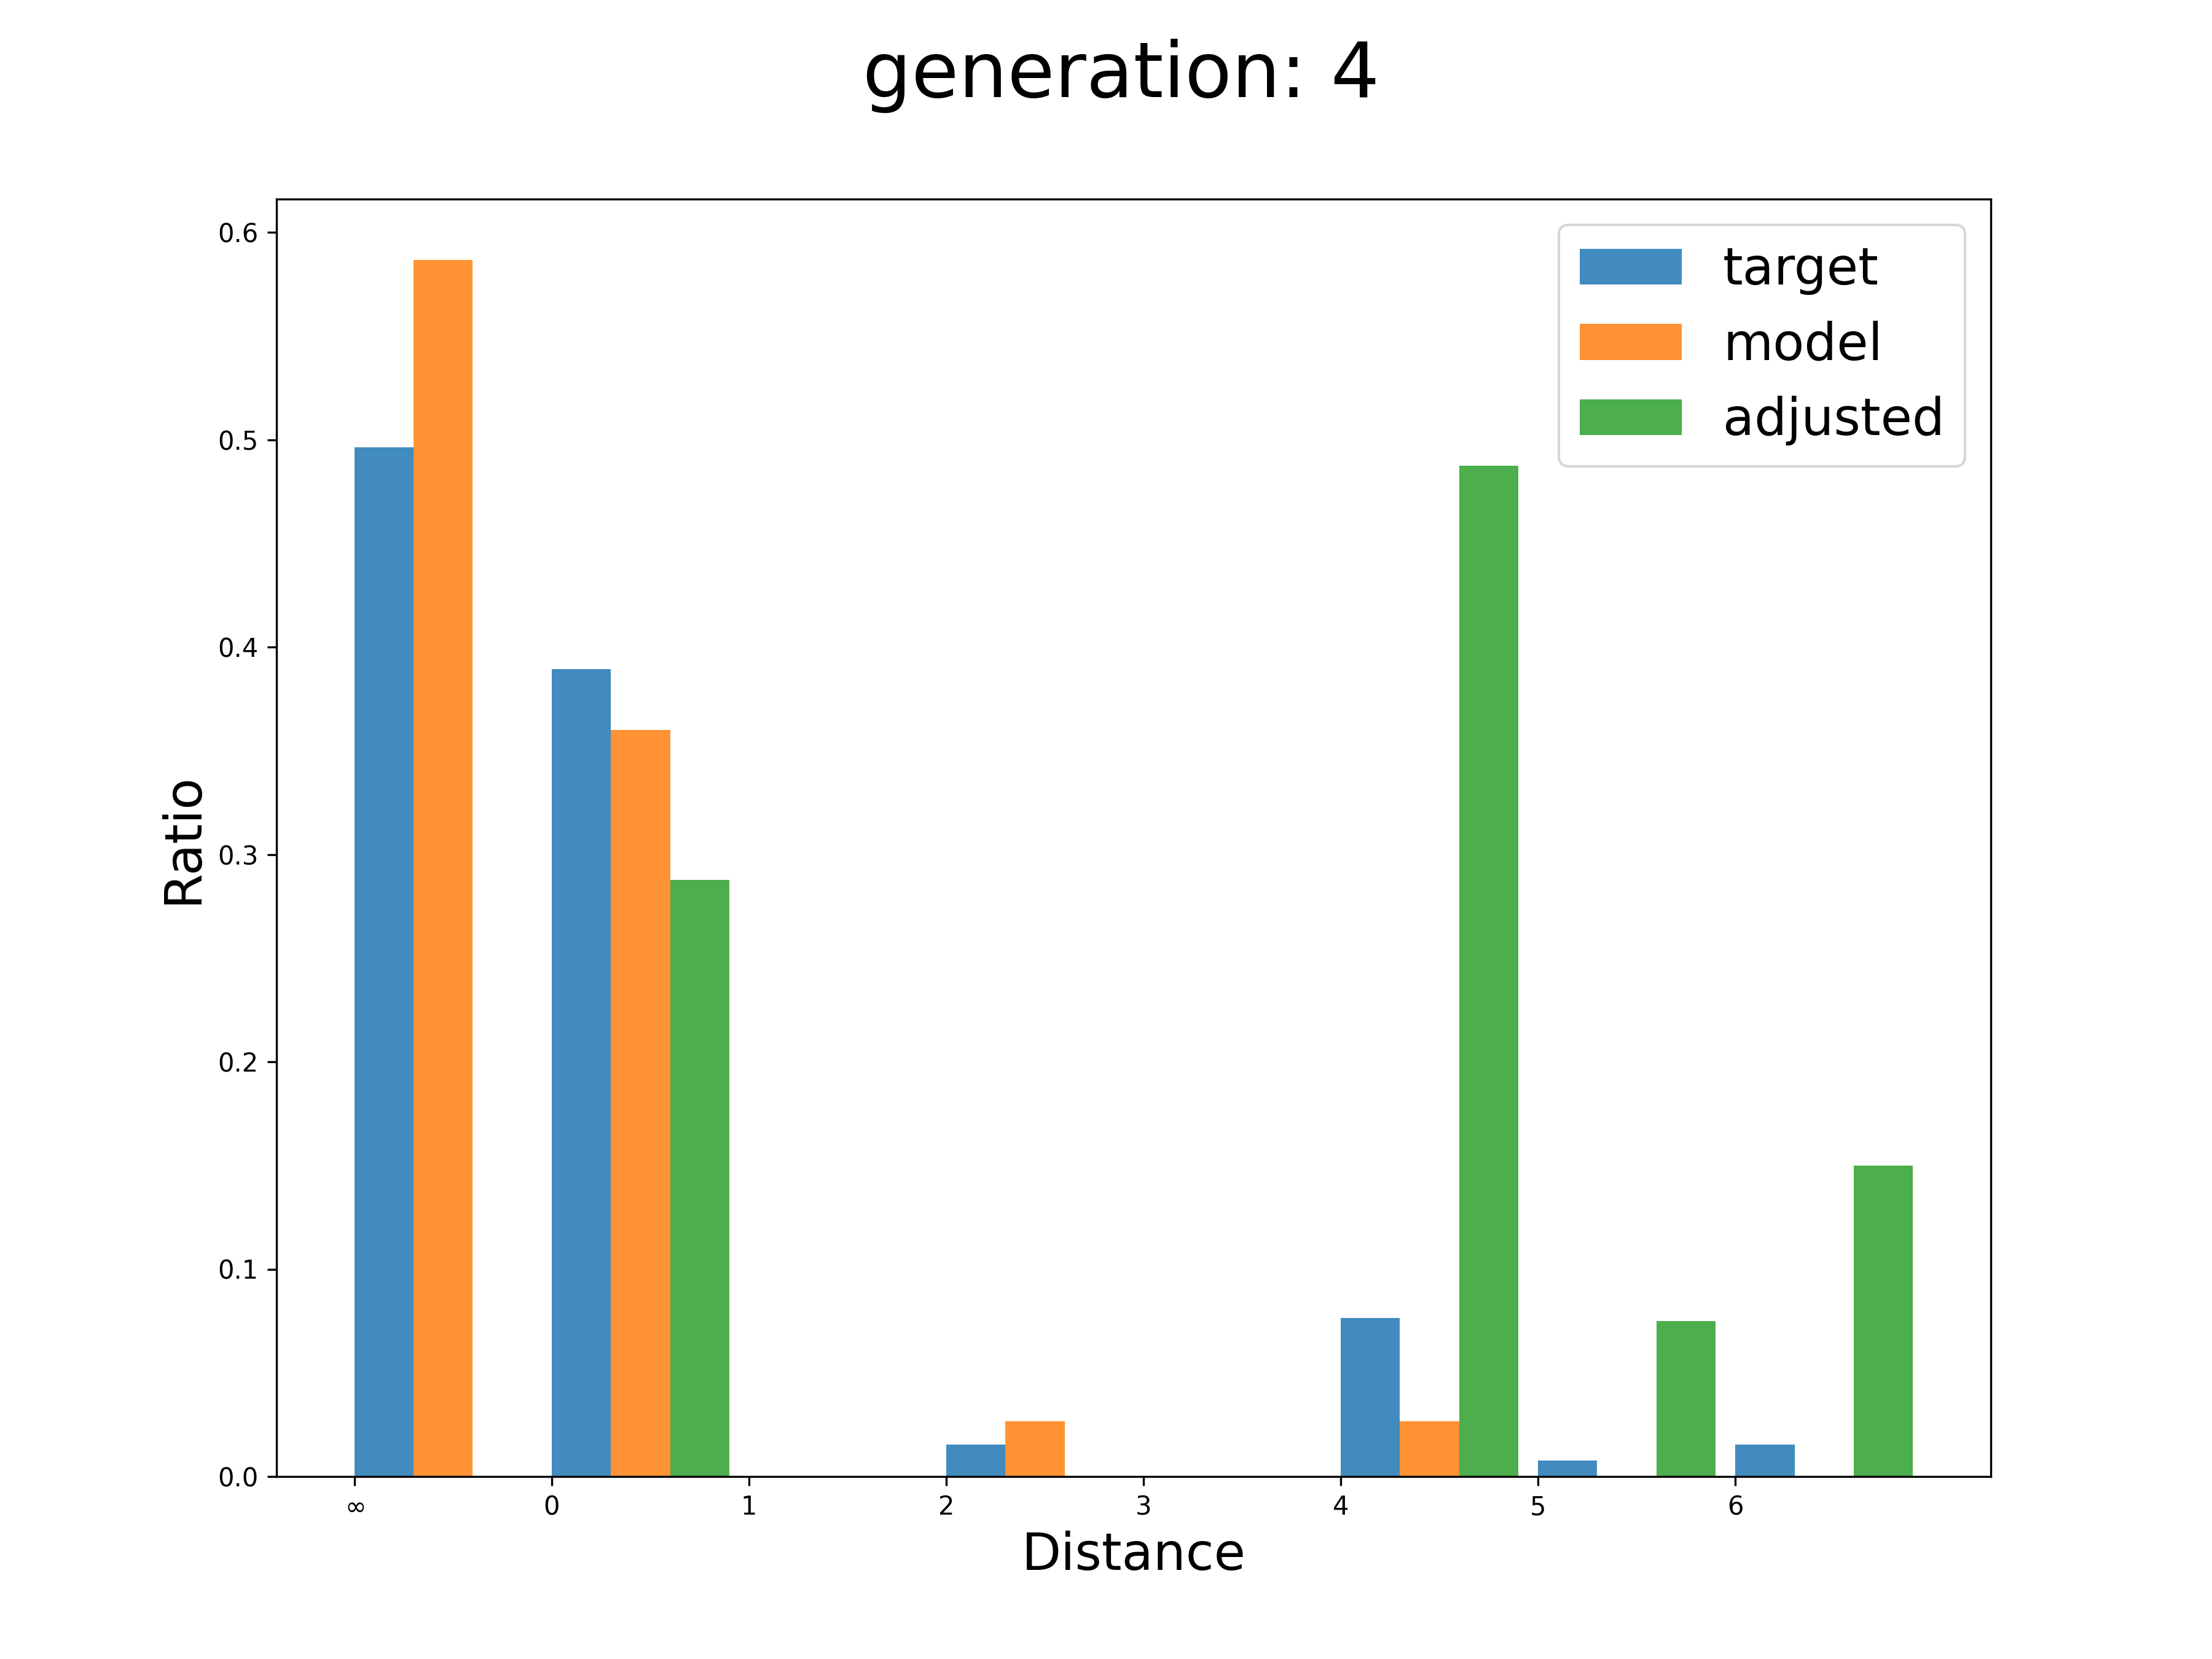 generation: 4
0.6
0.5
0.4
0.3
0.2
0.1
0.0
Ratio
target
model
adjusted
∞ 0 1 2 3 4 5 6
Distance